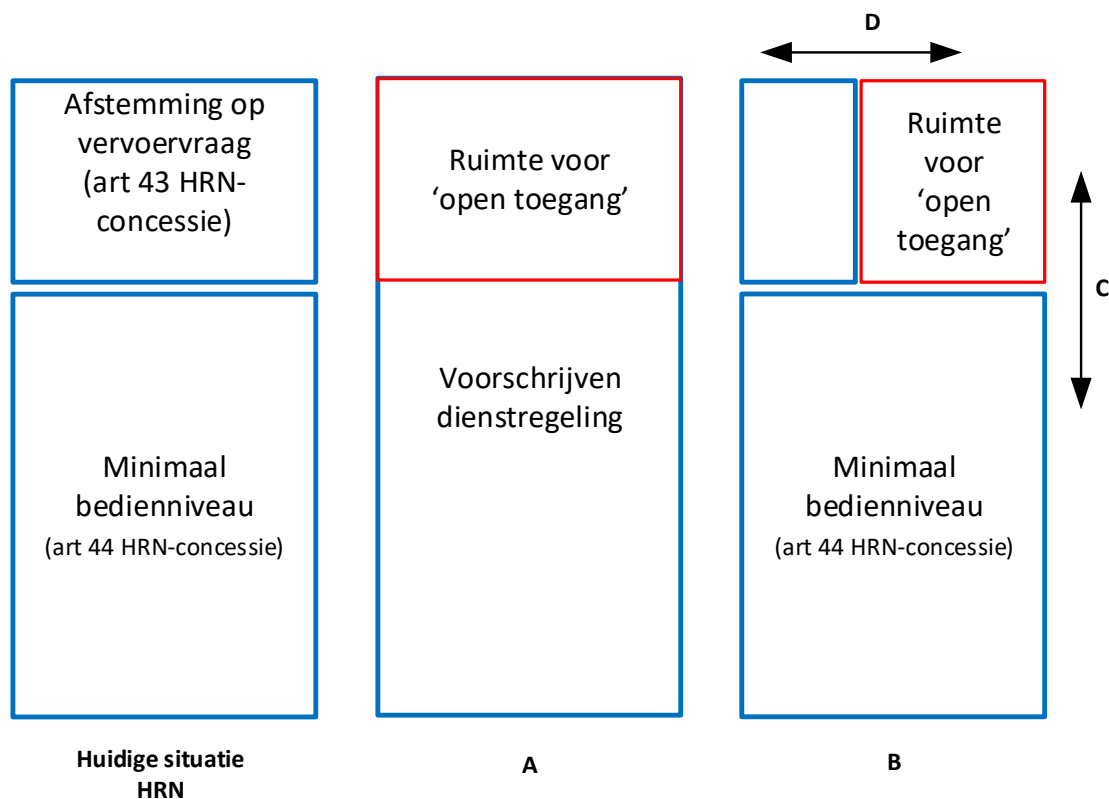 D
Afstemming op
vervoervraag
(art 43 HRN-
concessie)
Minimaal
bedienniveau
(art 44 HRN-concessie)
Huidige situatie
HRN
Ruimte voor
‘open toegang’
Voorschrijven
dienstregeling
A
Ruimte
voor
‘open
toegang’
C
Minimaal
bedienniveau
(art 44 HRN-concessie)
B